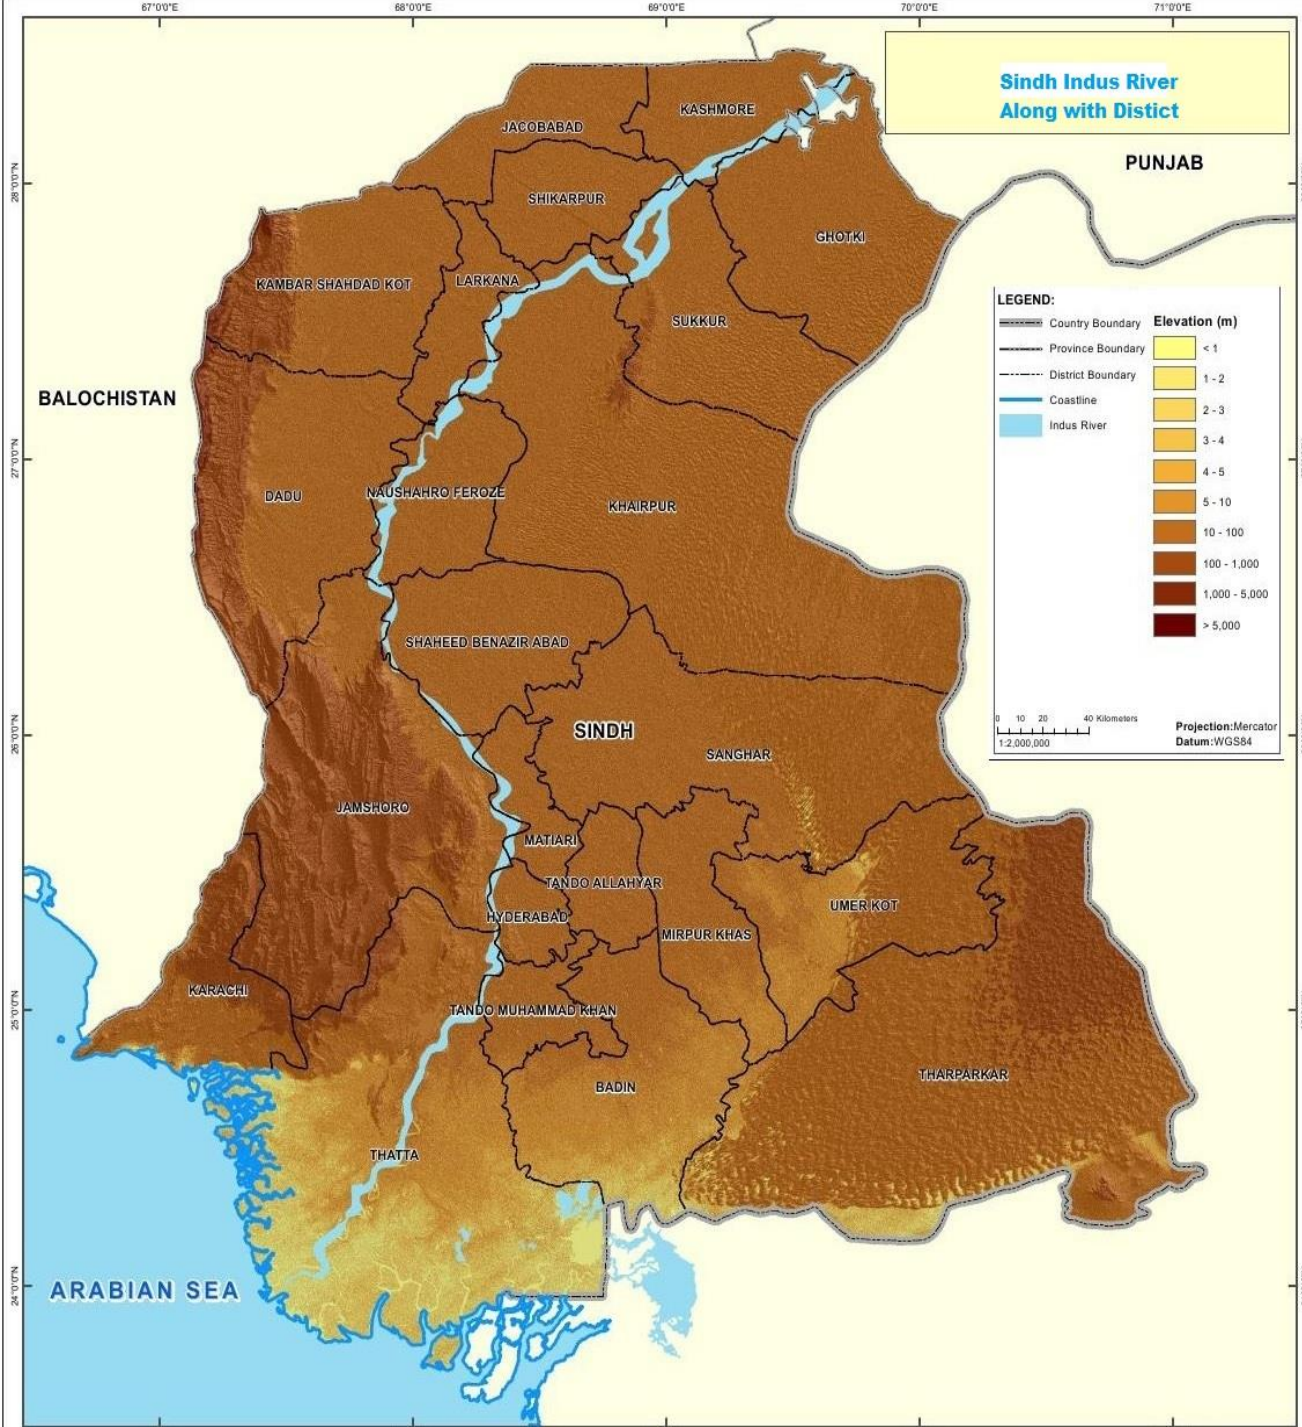 67°0'0"E
68°0'0"E
69°0'0"E
70°0'0"E
71°0'0"E
Sindh Indus River
Along with Distict
PUNJAB
KASHMORE
JACOBABAD
28°0'0"N
SHIKARPUR
GHOTKI
KAMBAR SHAHDAD KOT
LARKANA
SUKKUR
LEGEND:
Country Boundary
Province Boundary
District Boundary
Coastline
Indus River
Elevation (m)
< 1
1 - 2
2 - 3
3 - 4
4 - 5
5 - 10
10 - 100
100 - 1,000
1,000 - 5,000
> 5,000
0 10 20 40 Kilometers
1:2,000,000
Projection:Mercator
Datum:WGS84
BALOCHISTAN
27°0'0"N
DADU
NAUSHAHRO FEROZE
KHAIRPUR
SHAHEED BENAZIR ABAD
SINDH
26°0'0"N
SANGHAR
JAMSHORO
MATIARI
TANDO ALLAHYAR
UMER KOT
HYDERABAD
MIRPUR KHAS
KARACHI
25°0'0"N
TANDO MUHAMMAD KHAN
THARPARKAR
BADIN
THATTA
24°0'0"N
ARABIAN SEA